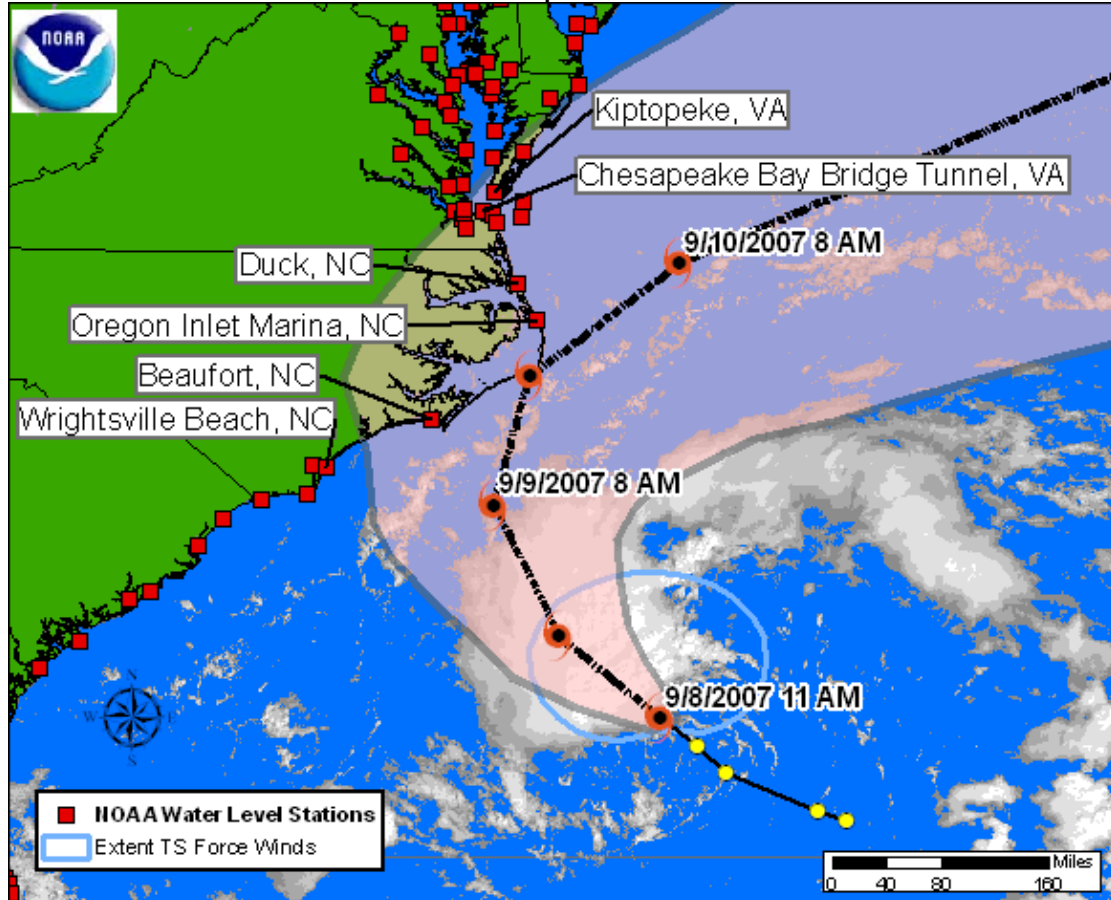 NOAA
Kiptopeke, VA
Chesapeake Bay Bridge Tunnel, VA
9/10/2007 8 AM
Duck, NC
Oregon Inlet Marina, NC
Beaufort, NC
Wrightsville Beach, NC
9/9/2007 8 AM
9/8/2007 11 AM
N
W E
S
NOAA Water Level Stations
Extent TS Force Winds
Miles
0 40 80 160